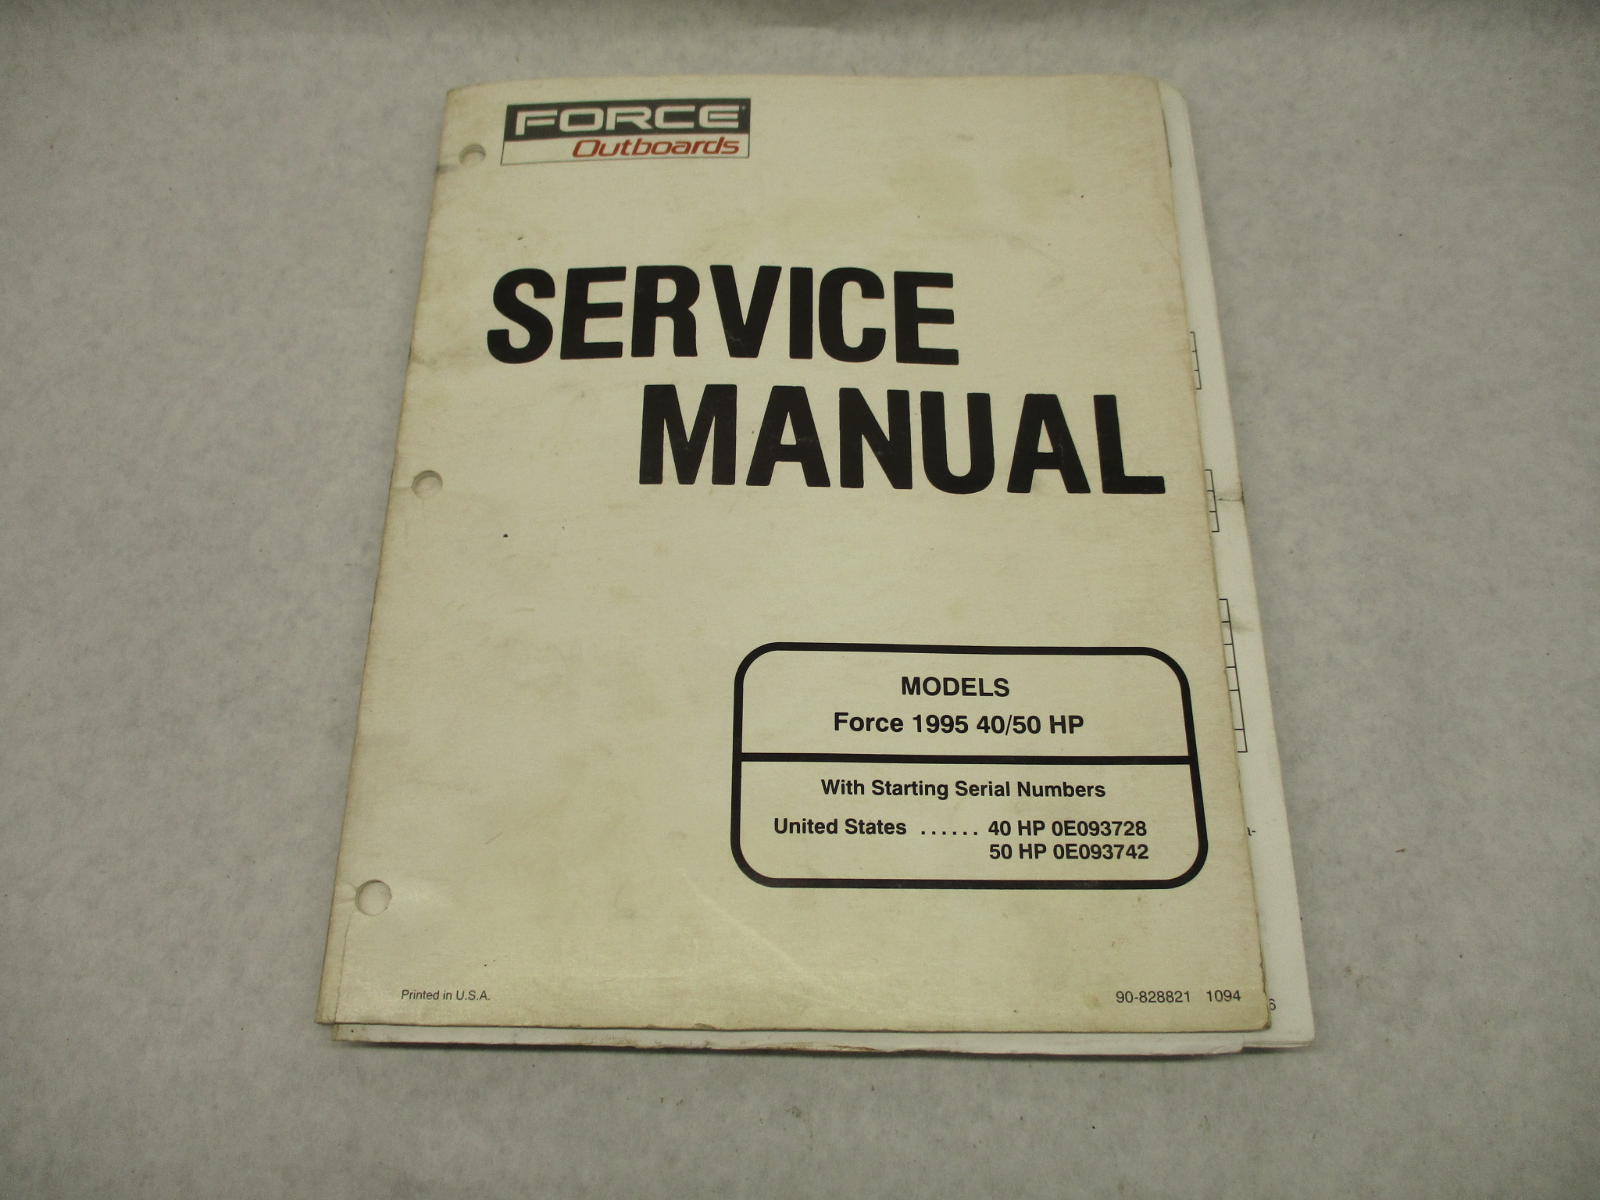 FORCE
Outboards
SERVICE
MANUAL
MODELS
Force 1995 40/50 HP
With Starting Serial Numbers
United States ...... 40 HP 0E093728
50 HP 0E093742
Printed in U.S.A.
90-828821 1094
6